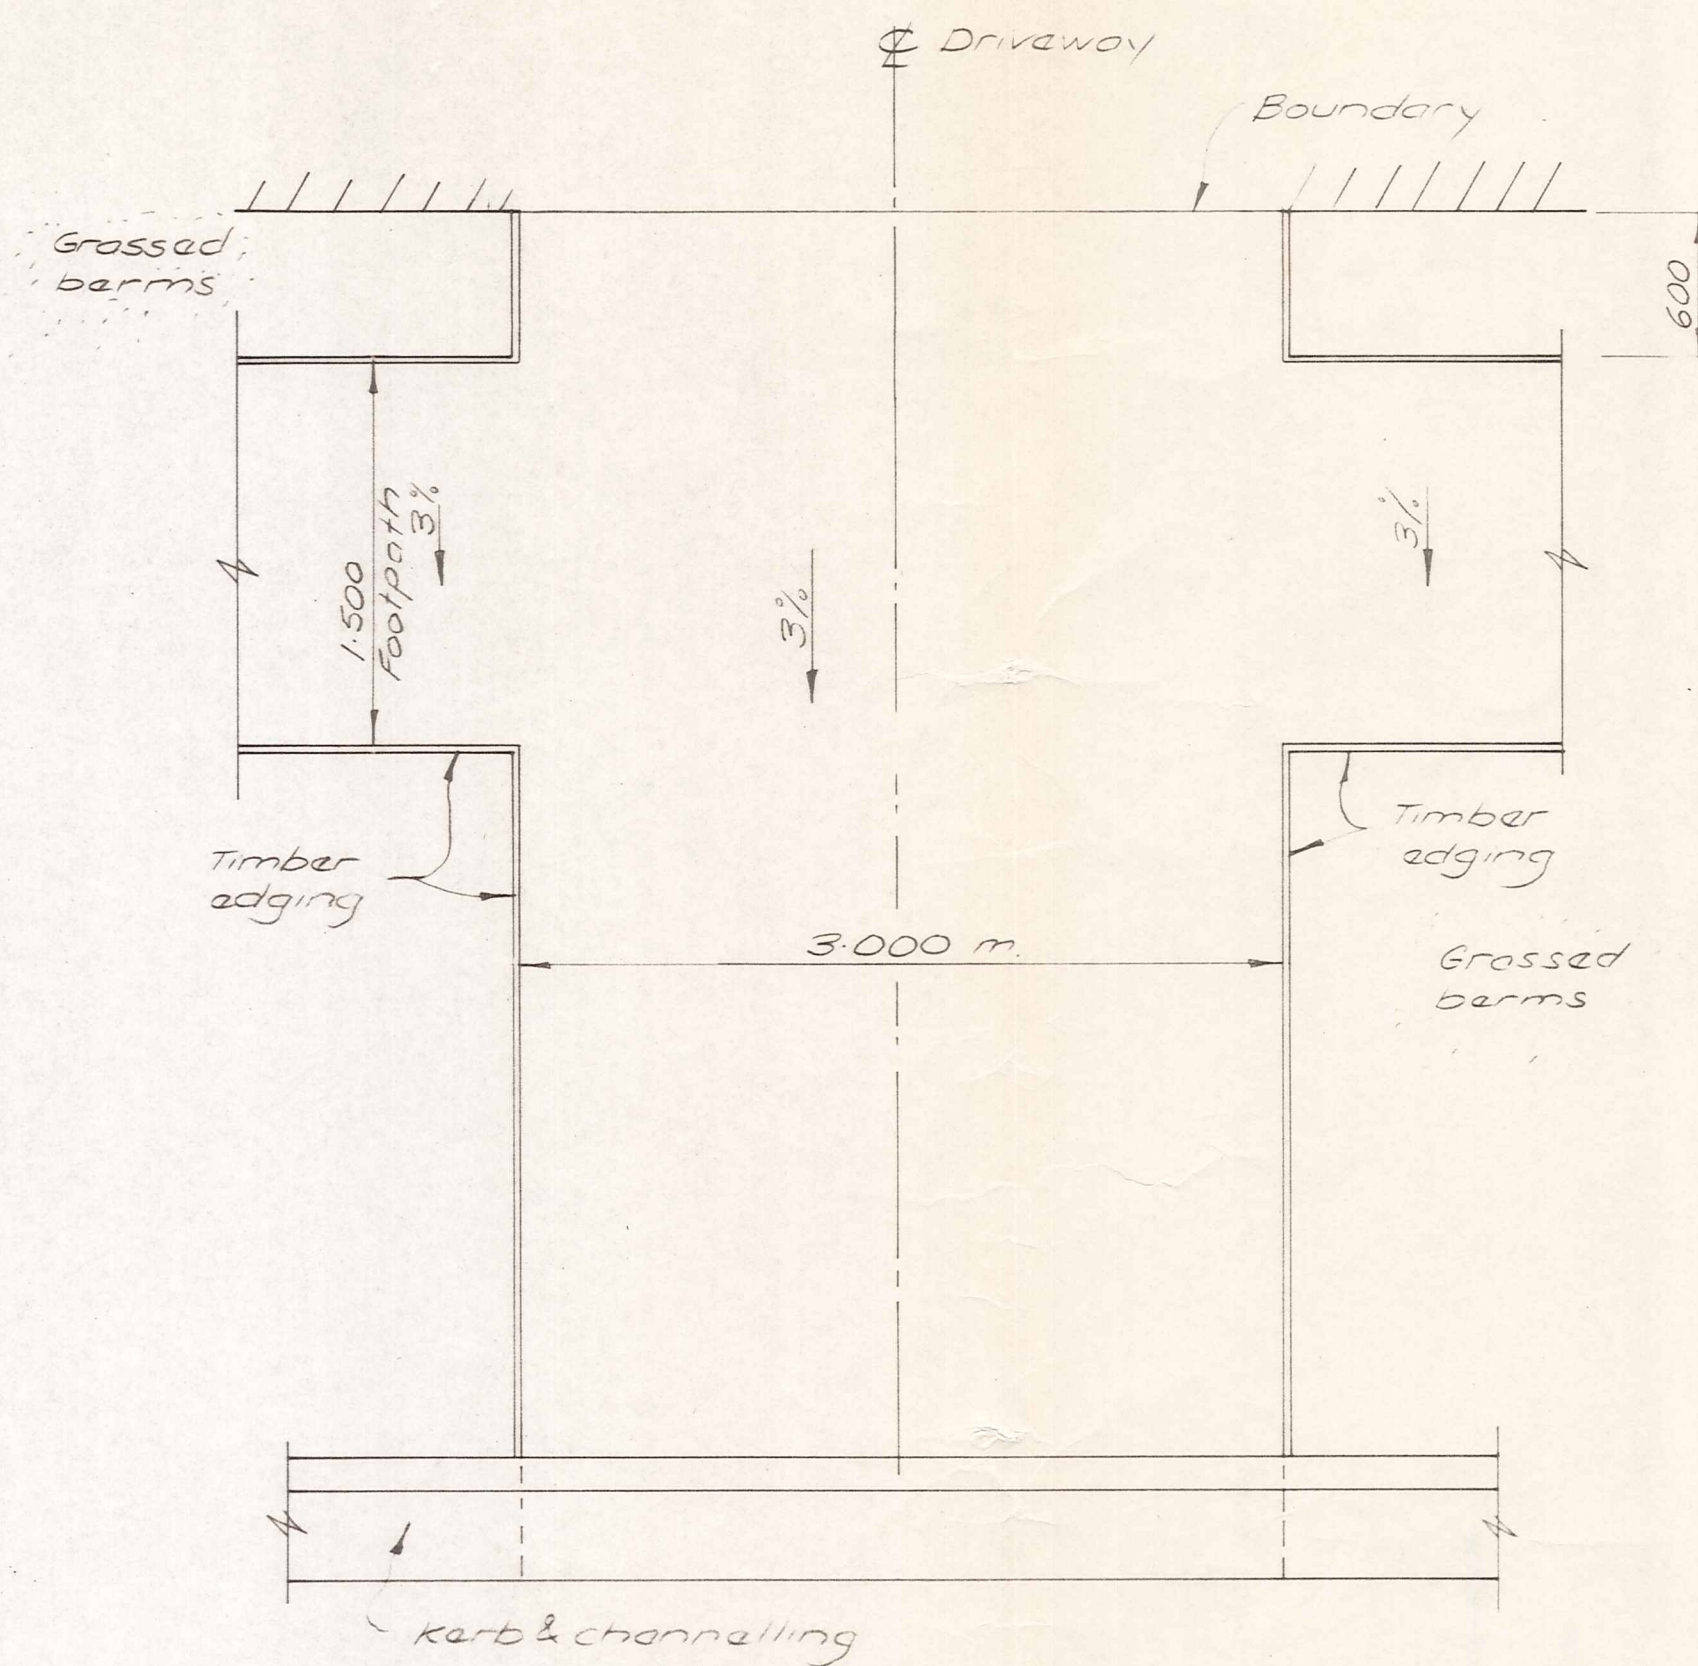 ℄ Driveway
Boundary
Grassed
berms
600
1·500
Footpath
3%
3%
3%
Timber
edging
Timber
edging
3·000 m.
Grassed
berms
Kerb & channelling